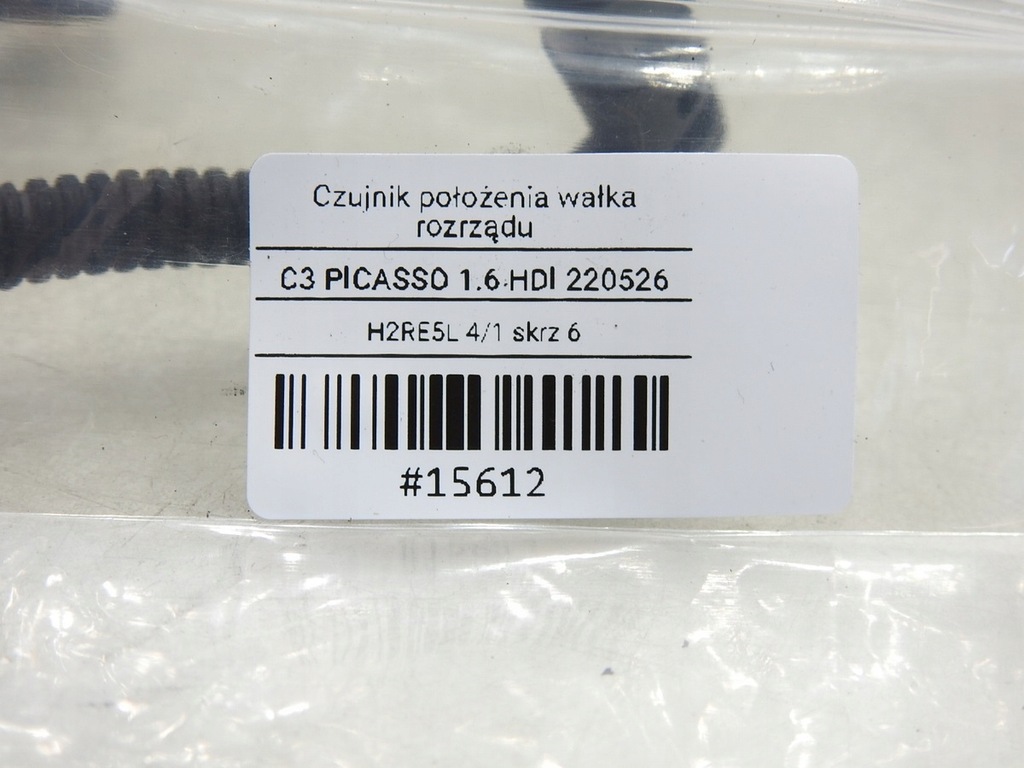 Czujnik położenia wałka
rozrządu
C3 PICASSO 1.6 HDI 220526
H2RE5L 4/1 skrz 6
#15612